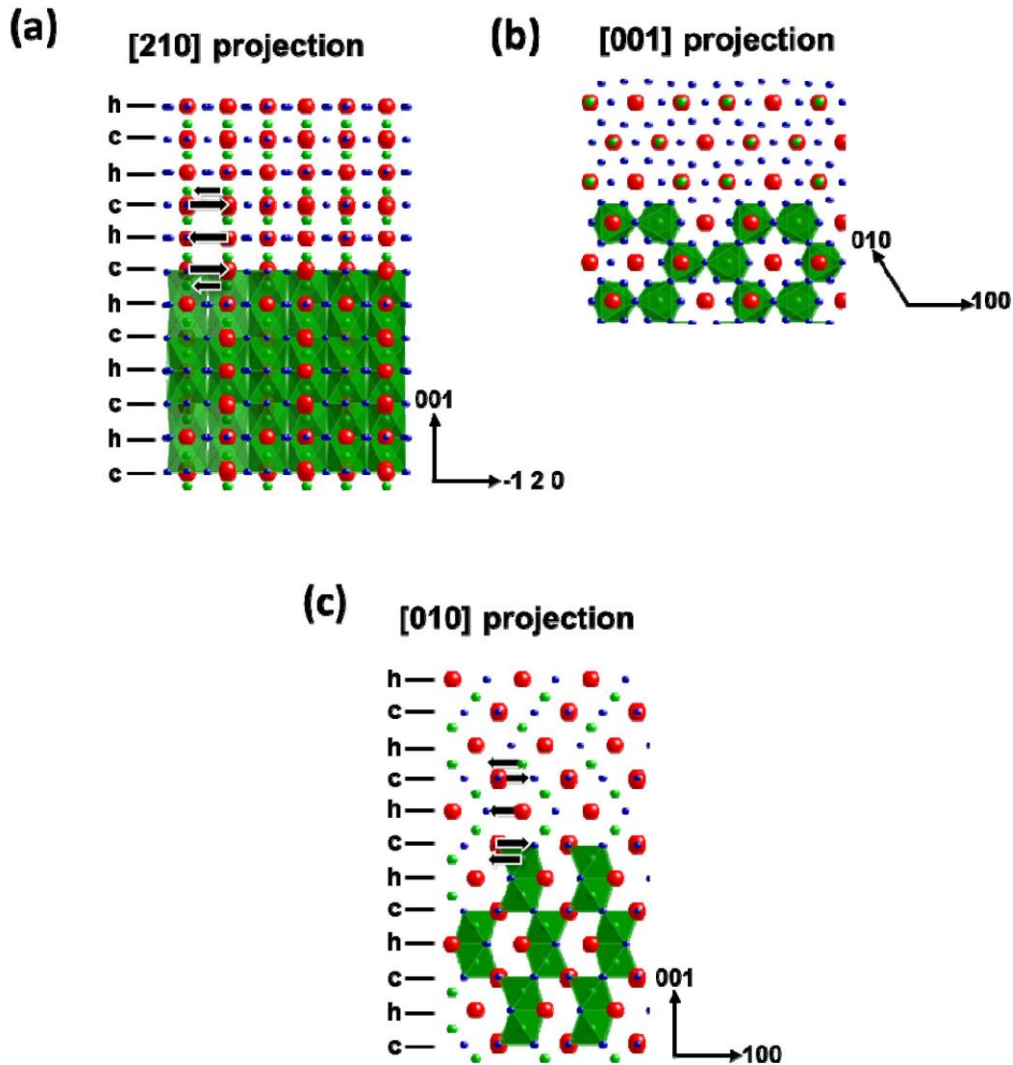 (a)
[210] projection
h
c
h
c
h
c
h
c
h
c
h
c
001
-1 2 0
(b)
[001] projection
010
100
(c)
[010] projection
h
c
h
c
h
c
h
c
h
c
h
c
001
100